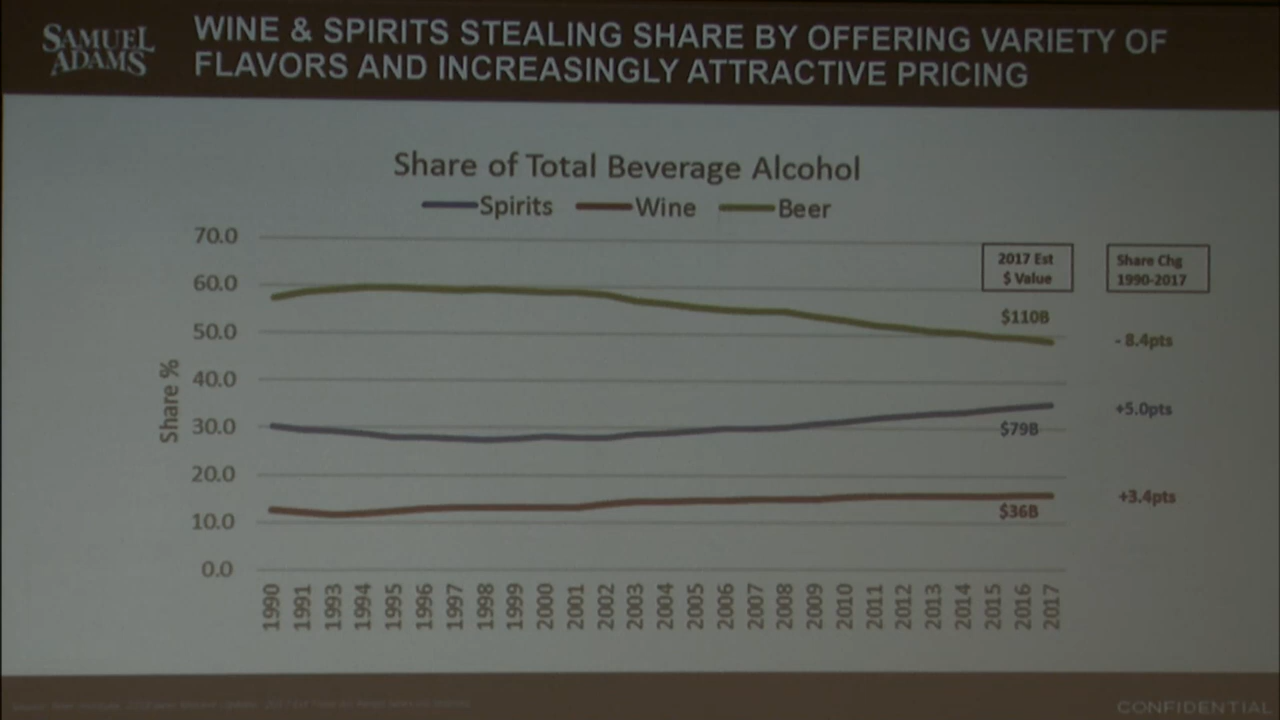 SAMUEL
ADAMS
WINE & SPIRITS STEALING SHARE BY OFFERING VARIETY OF
FLAVORS AND INCREASINGLY ATTRACTIVE PRICING
Share of Total Beverage Alcohol
Spirits Wine Beer
Share %
70.0
60.0
50.0
40.0
30.0
20.0
10.0
0.0
2017 Est
$ Value
Share Chg
1990-2017
$110B
- 8.4pts
+5.0pts
$79B
+3.4pts
$36B
1990 1991 1993 1994 1995 1996 1997 1998 1999 2000 2001 2002 2003 2004 2005 2006 2007 2008 2009 2010 2011 2012 2013 2014 2015 2016 2017
CONFIDENTIAL